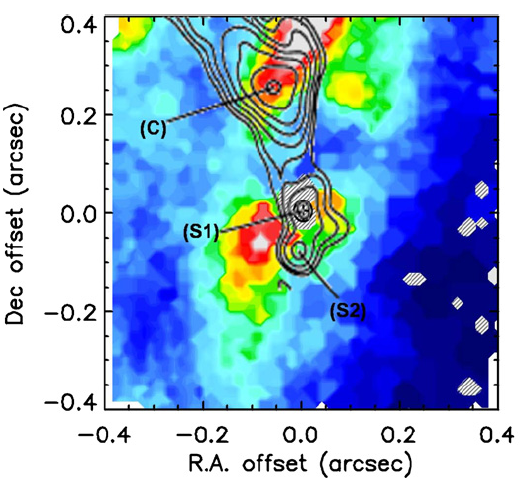 Dec offset (arcsec)
0.4
0.2
0.0
−0.2
−0.4
(C)
(S1)
(S2)
−0.4
−0.2
0.0
0.2
0.4
R.A. offset (arcsec)